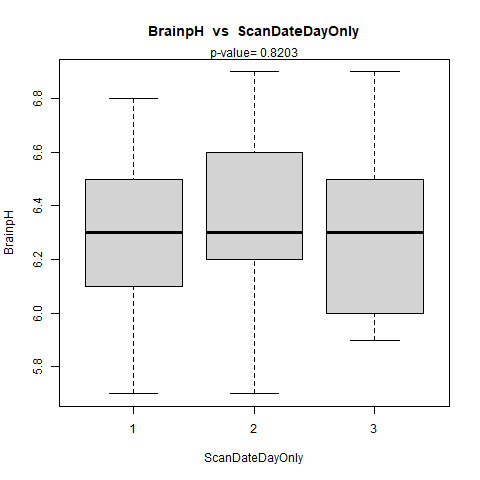 BrainpH vs ScanDateDayOnly
p-value= 0.8203
6.8
6.6
6.4
6.2
6.0
5.8
BrainpH
1 2 3
ScanDateDayOnly